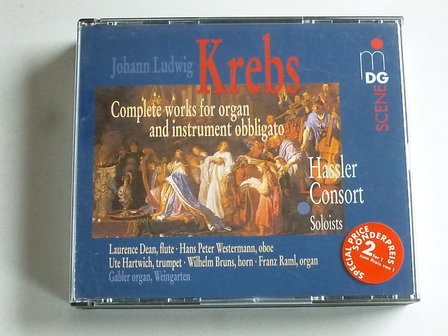 Johann Ludwig
Krebs
Complete works for organ
and instrument obbligato
MDG
SCENE
Hassler
Consort
Soloists
Laurence Dean, flute · Hans Peter Westermann, oboe
Ute Hartwich, trumpet · Wilhelm Bruns, horn · Franz Raml, organ
Gabler organ, Weingarten
SPECIAL PRICE
SONDERPREIS
2 for 1